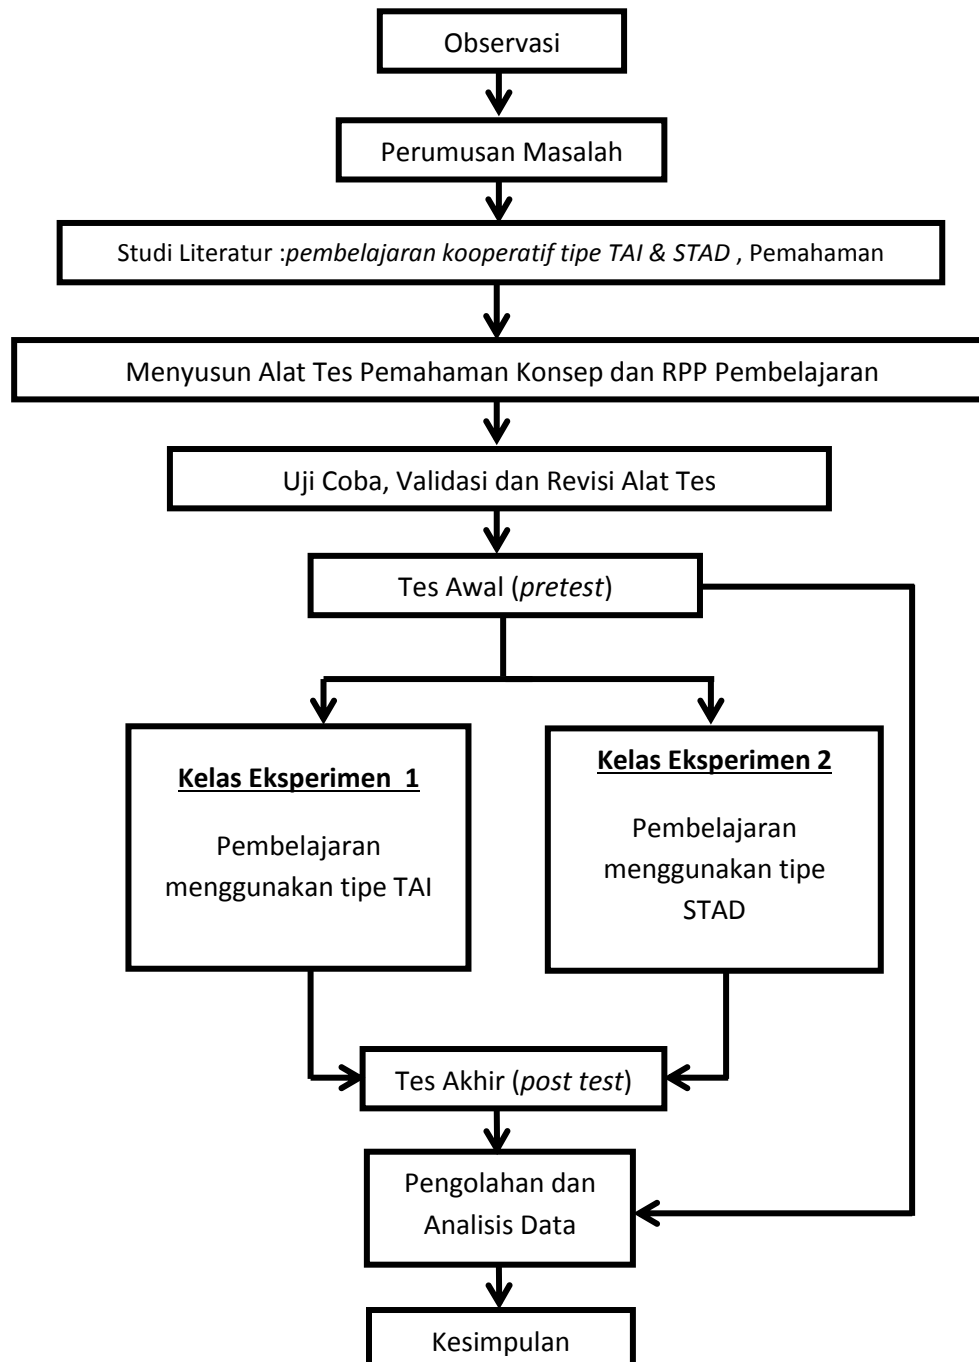 Observasi
Perumusan Masalah
Studi Literatur :pembelajaran kooperatif tipe TAI & STAD , Pemahaman
Menyusun Alat Tes Pemahaman Konsep dan RPP Pembelajaran
Uji Coba, Validasi dan Revisi Alat Tes
Tes Awal (pretest)
Kelas Eksperimen 1
Pembelajaran
menggunakan tipe TAI
Kelas Eksperimen 2
Pembelajaran
menggunakan tipe
STAD
Tes Akhir (post test)
Pengolahan dan
Analisis Data
Kesimpulan